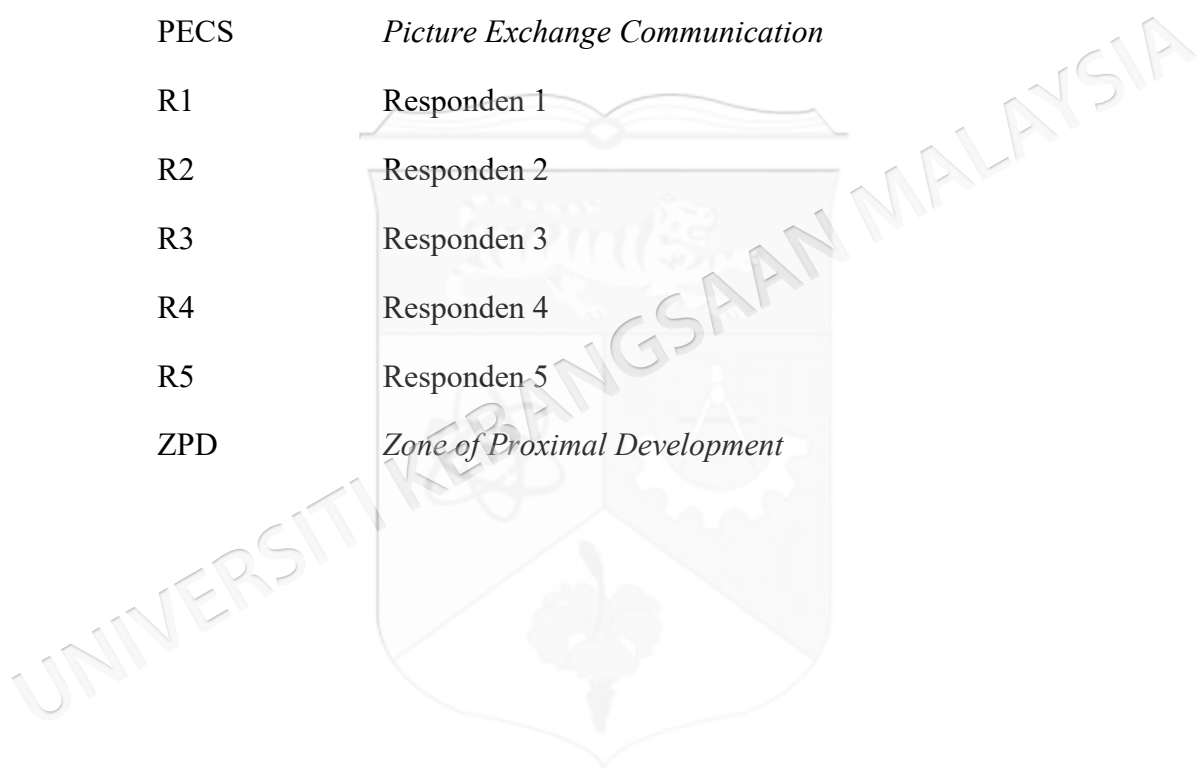 PECS Picture Exchange Communication
R1 Responden 1
R2 Responden 2
R3 Responden 3
R4 Responden 4
R5 Responden 5
ZPD Zone of Proximal Development
UNIVERSITI KEBANGSAAN MALAYSIA